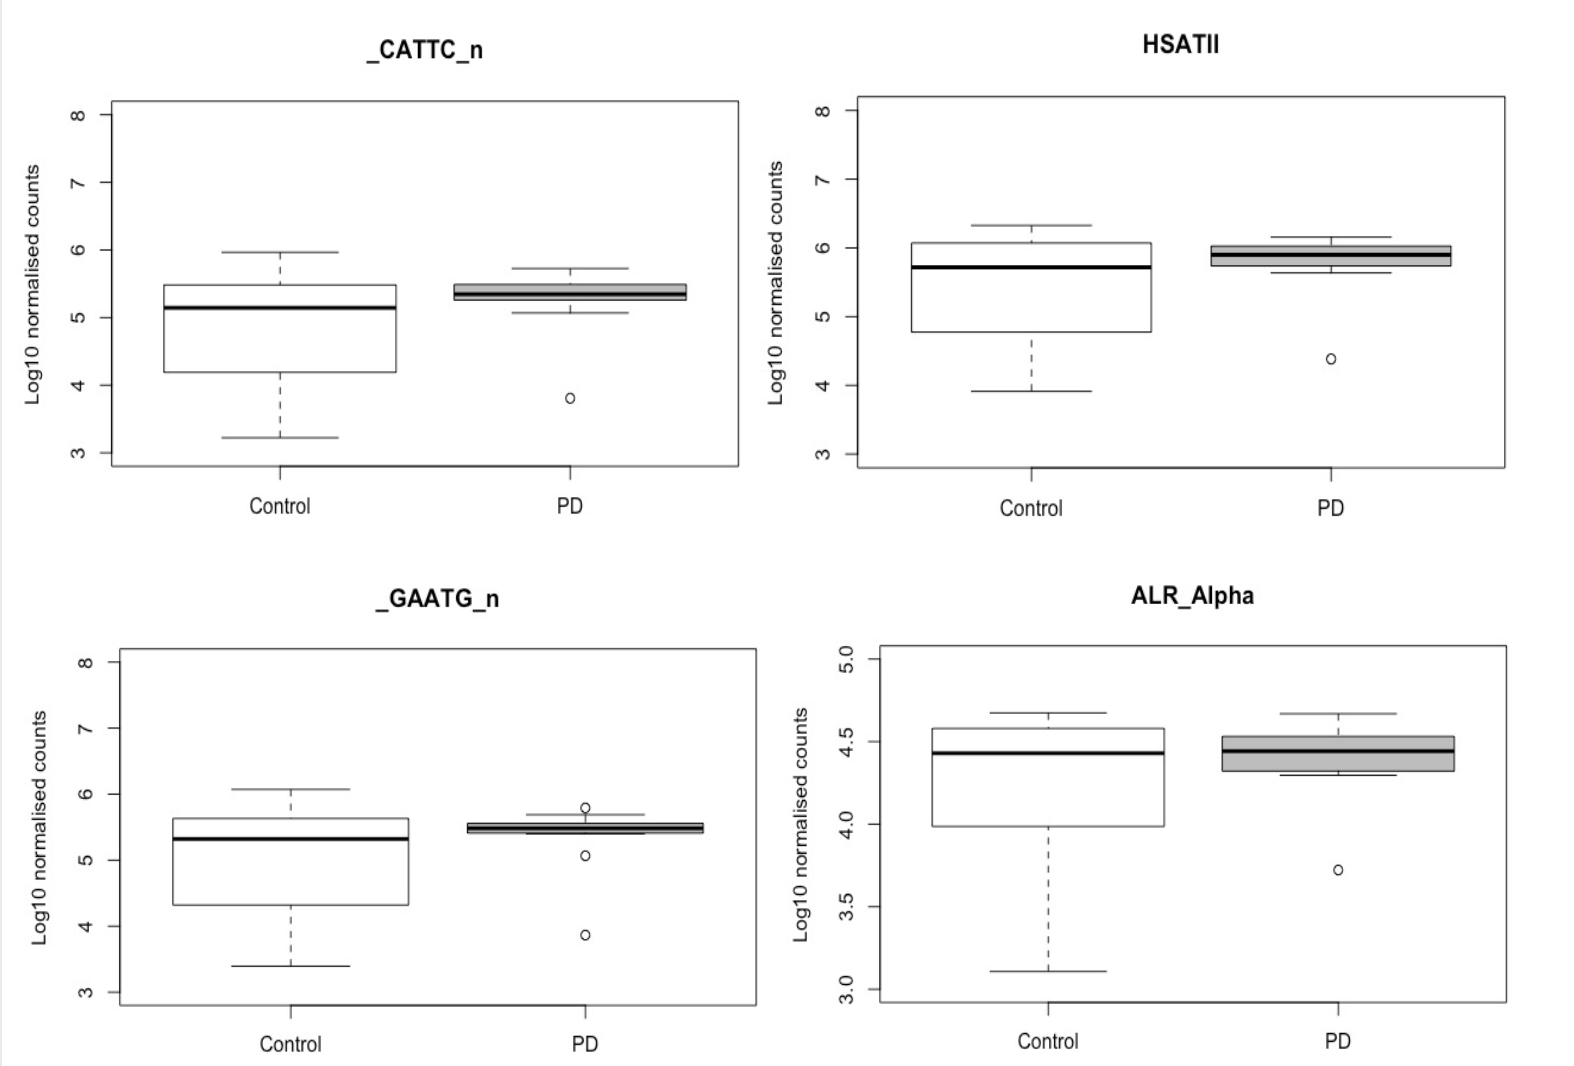 _CATTC_n
Log10 normalised counts
8
7
6
5
4
3
Control PD
HSATII
Log10 normalised counts
8
7
6
5
4
3
Control PD
_GAATG_n
Log10 normalised counts
8
7
6
5
4
3
Control PD
ALR_Alpha
Log10 normalised counts
5.0
4.5
4.0
3.5
3.0
Control PD